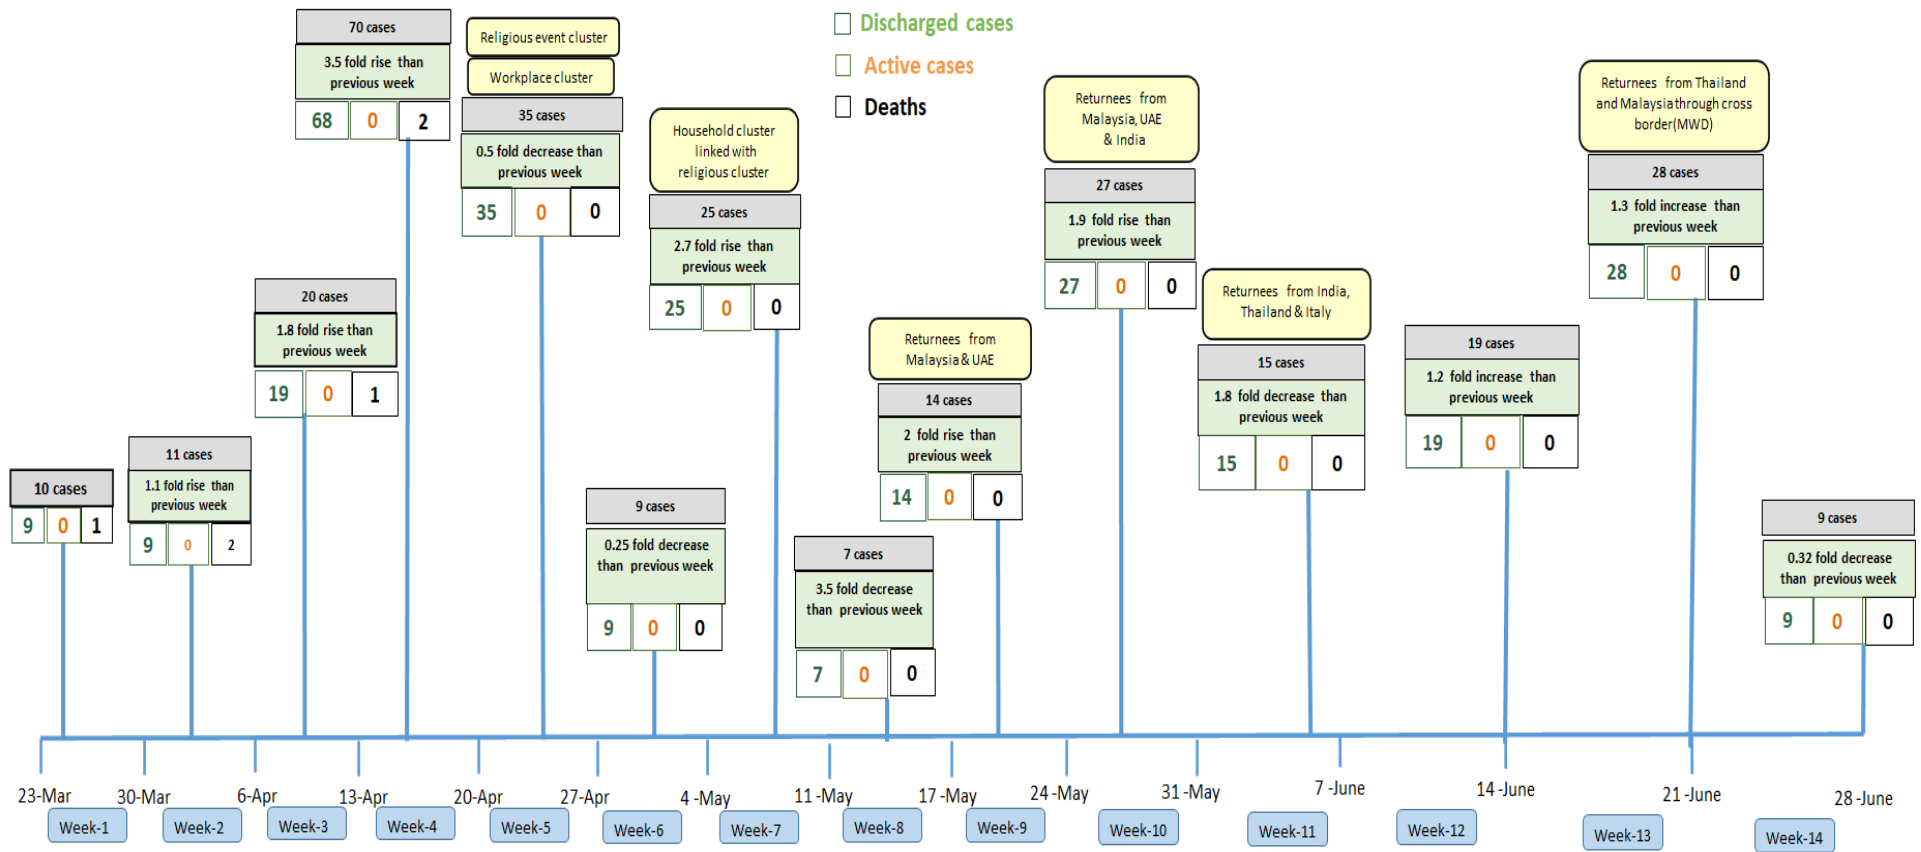 Discharged cases
Active cases
Deaths
10 cases
9 0 1
11 cases
1.1 fold rise than
previous week
9 0 2
20 cases
1.8 fold rise than
previous week
19 0 1
70 cases
3.5 fold rise than
previous week
68 0 2
Religious event cluster
Workplace cluster
35 cases
0.5 fold decrease than
previous week
35 0 0
9 cases
0.25 fold decrease
than previous week
9 0 0
Household cluster
linked with
religious cluster
25 cases
2.7 fold rise than
previous week
25 0 0
7 cases
3.5 fold decrease
than previous week
7 0 0
Returnees from
Malaysia & UAE
14 cases
2 fold rise than
previous week
14 0 0
Returnees from
Malaysia, UAE
& India
27 cases
1.9 fold rise than
previous week
27 0 0
Returnees from India,
Thailand & Italy
15 cases
1.8 fold decrease than
previous week
15 0 0
19 cases
1.2 fold increase than
previous week
19 0 0
Returnees from Thailand
and Malaysia through cross
border(MWD)
28 cases
1.3 fold increase than
previous week
28 0 0
9 cases
0.32 fold decrease
than previous week
9 0 0
23-Mar 30-Mar 6-Apr 13-Apr 20-Apr 27-Apr 4 -May 11 -May 17 -May 24 -May 31 -May 7 -June 14 -June 21 -June 28 -June
Week-1 Week-2 Week-3 Week-4 Week-5 Week-6 Week-7 Week-8 Week-9 Week-10 Week-11 Week-12 Week-13 Week-14